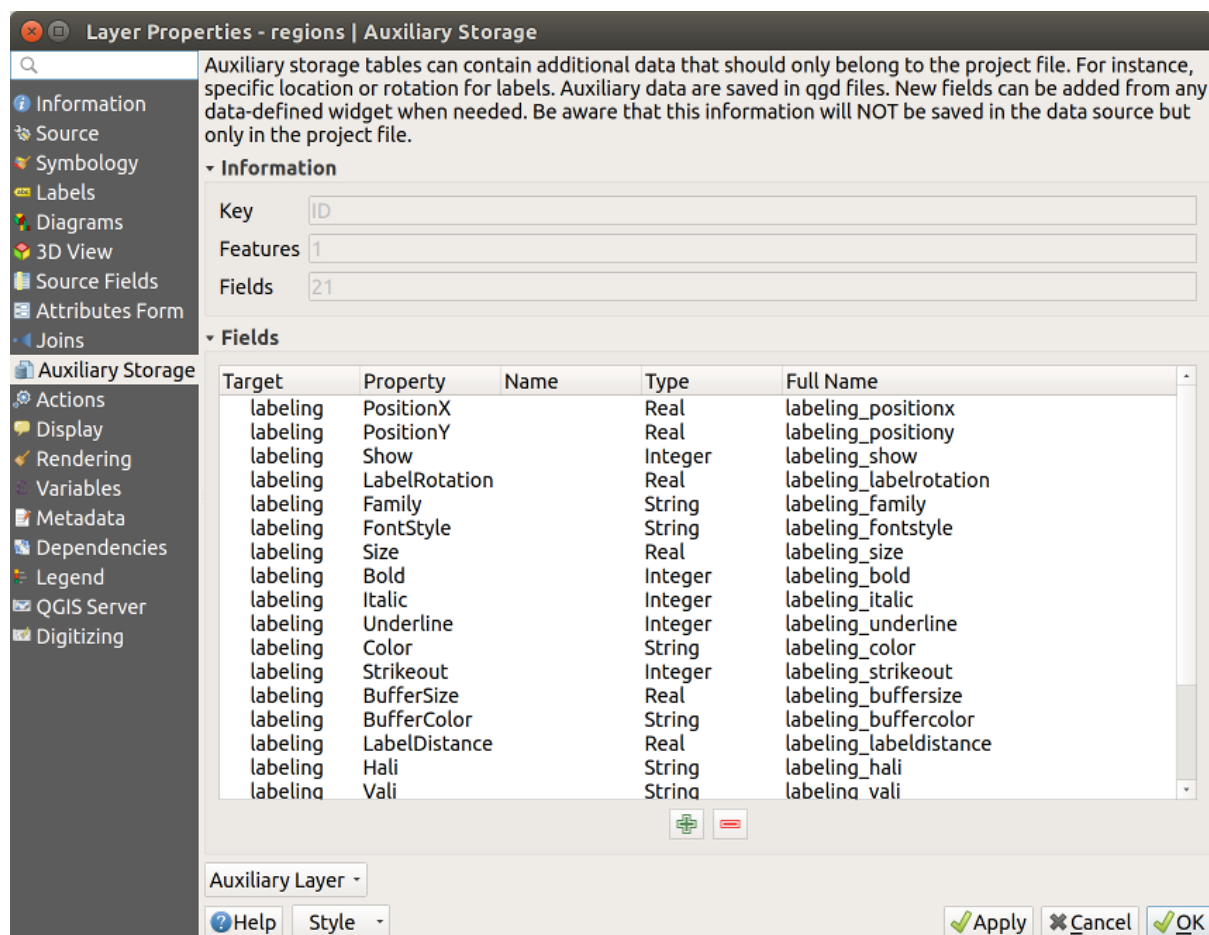 Layer Properties - regions | Auxiliary Storage
Information
Source
Symbology
Labels
Diagrams
3D View
Source Fields
Attributes Form
Joins
Auxiliary Storage
Actions
Display
Rendering
Variables
Metadata
Dependencies
Legend
QGIS Server
Digitizing
Auxiliary storage tables can contain additional data that should only belong to the project file. For instance,
specific location or rotation for labels. Auxiliary data are saved in qgd files. New fields can be added from any
data-defined widget when needed. Be aware that this information will NOT be saved in the data source but
only in the project file.
Information
Key ID
Features 1
Fields 21
Fields
Target Property Name Type Full Name
labeling PositionX Real labeling_positionx
labeling PositionY Real labeling_positiony
labeling Show Integer labeling_show
labeling LabelRotation Real labeling_labelrotation
labeling Family String labeling_family
labeling FontStyle String labeling_fontstyle
labeling Size Real labeling_size
labeling Bold Integer labeling_bold
labeling Italic Integer labeling_italic
labeling Underline Integer labeling_underline
labeling Color String labeling_color
labeling Strikeout Integer labeling_strikeout
labeling BufferSize Real labeling_buffersize
labeling BufferColor String labeling_buffercolor
labeling LabelDistance Real labeling_labeldistance
labeling Hali String labeling_hali
labeling Vali String labeling_vali
Auxiliary Layer
Help Style Apply Cancel OK